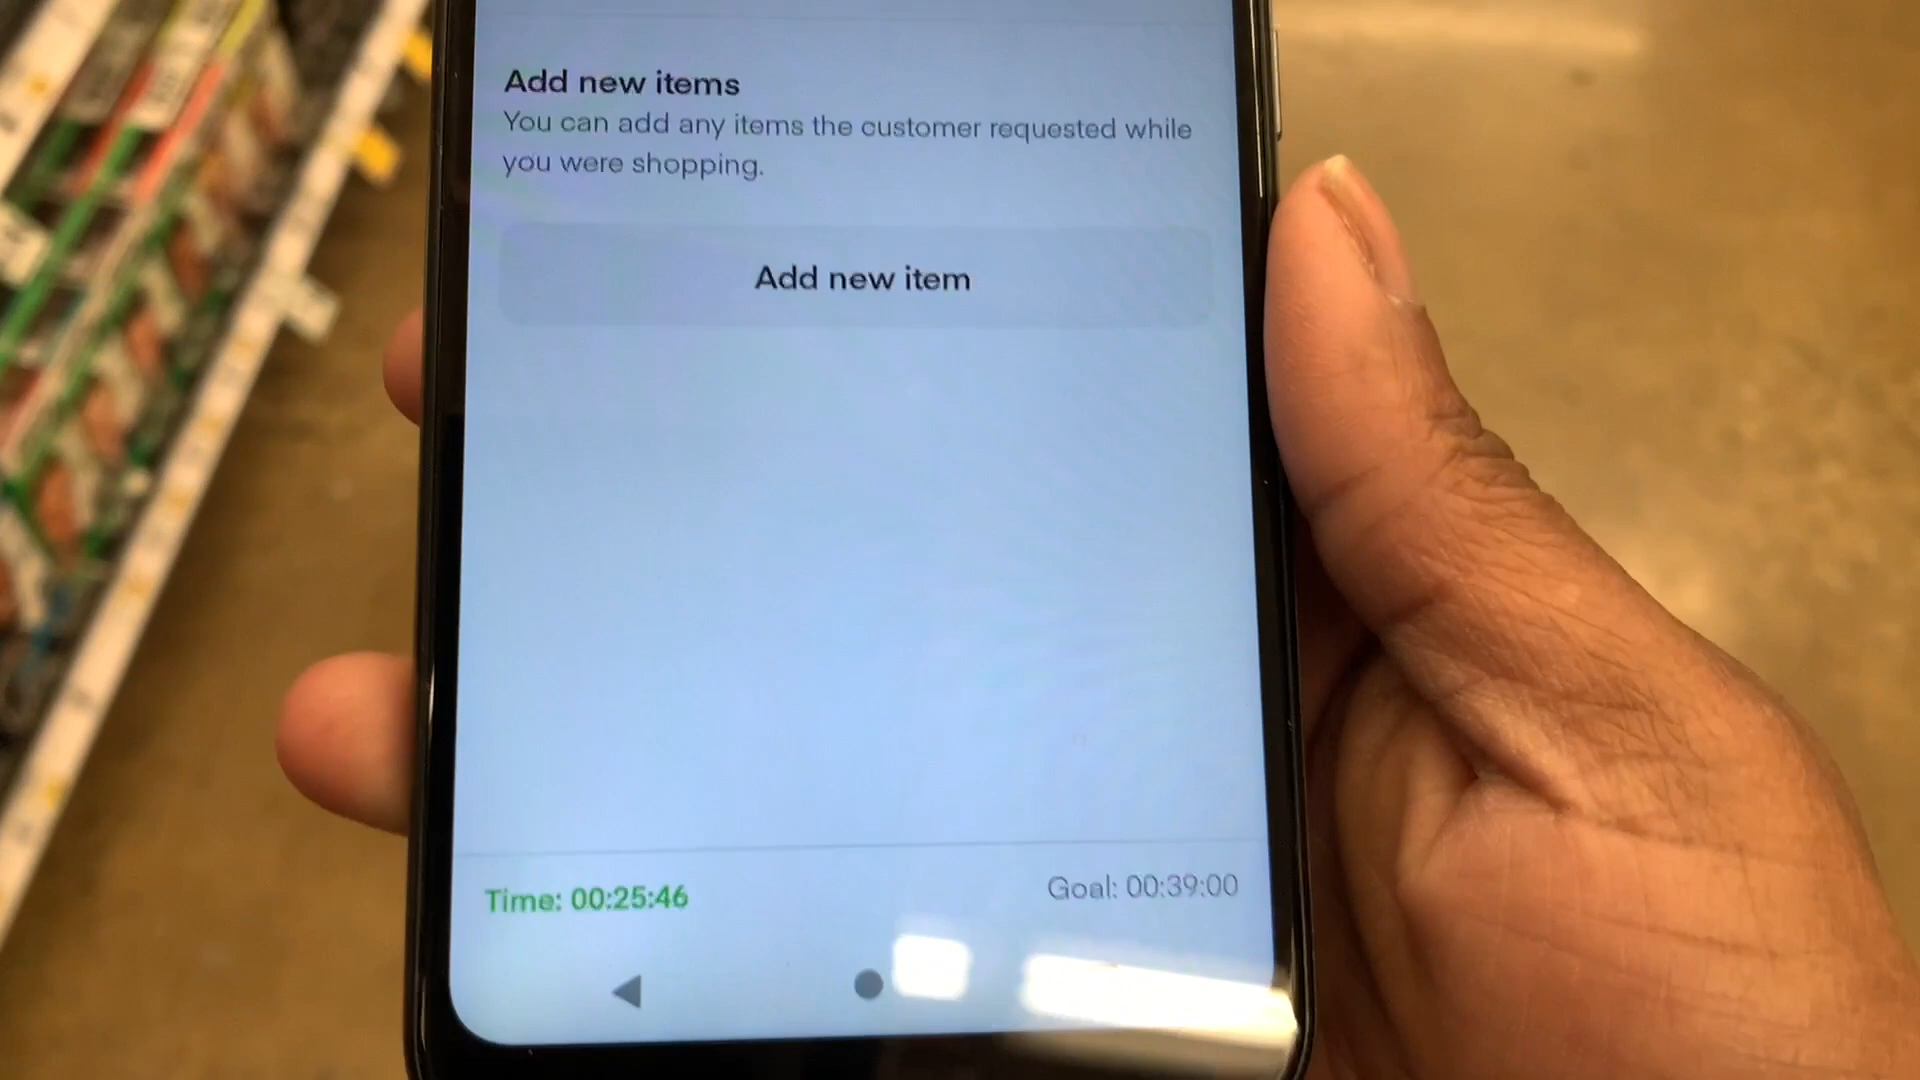 Add new items
You can add any items the customer requested while
you were shopping.
Add new item
Time: 00:25:46
Goal: 00:39:00